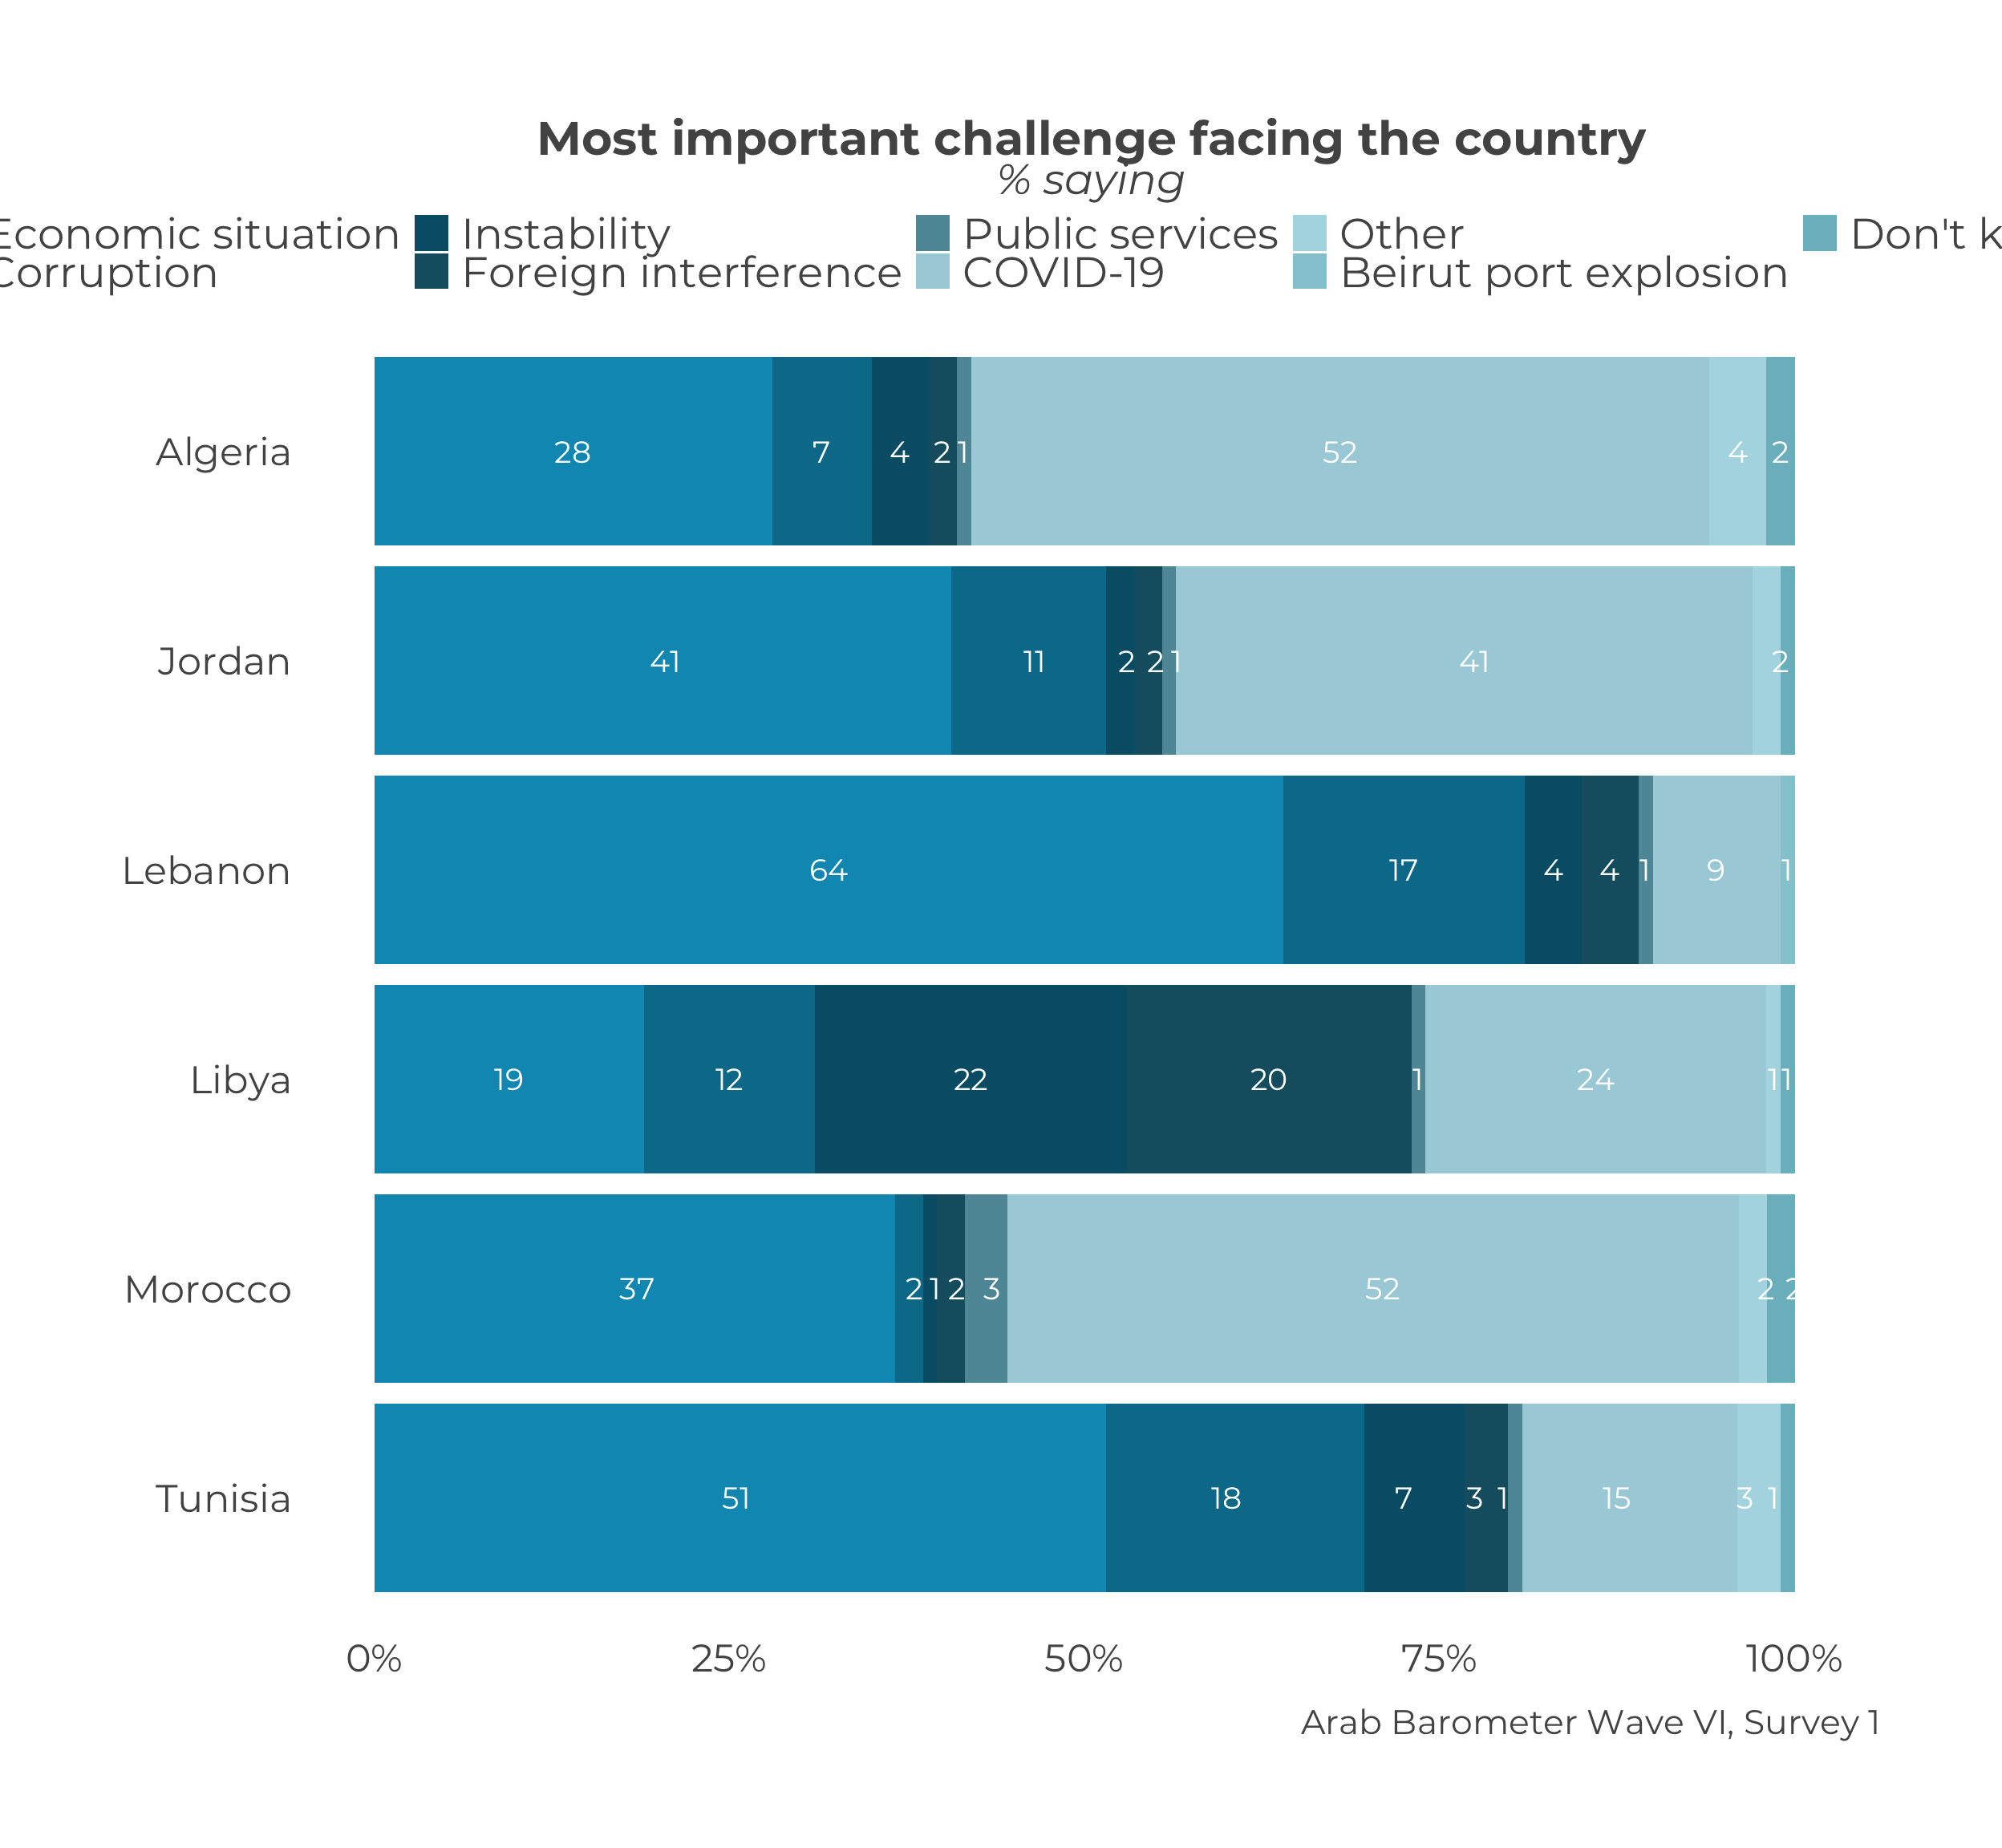 Most important challenge facing the country
% saying
Economic situation Instability Public services Other Don't k
Corruption Foreign interference COVID-19 Beirut port explosion
Algeria 28 7 4 2 1 52 4 2
Jordan 41 11 2 2 1 41 2
Lebanon 64 17 4 4 1 9 1
Libya 19 12 22 20 1 24 1 1
Morocco 37 2 1 2 3 52 2 2
Tunisia 51 18 7 3 1 15 3 1
0% 25% 50% 75% 100%
Arab Barometer Wave VI, Survey 1